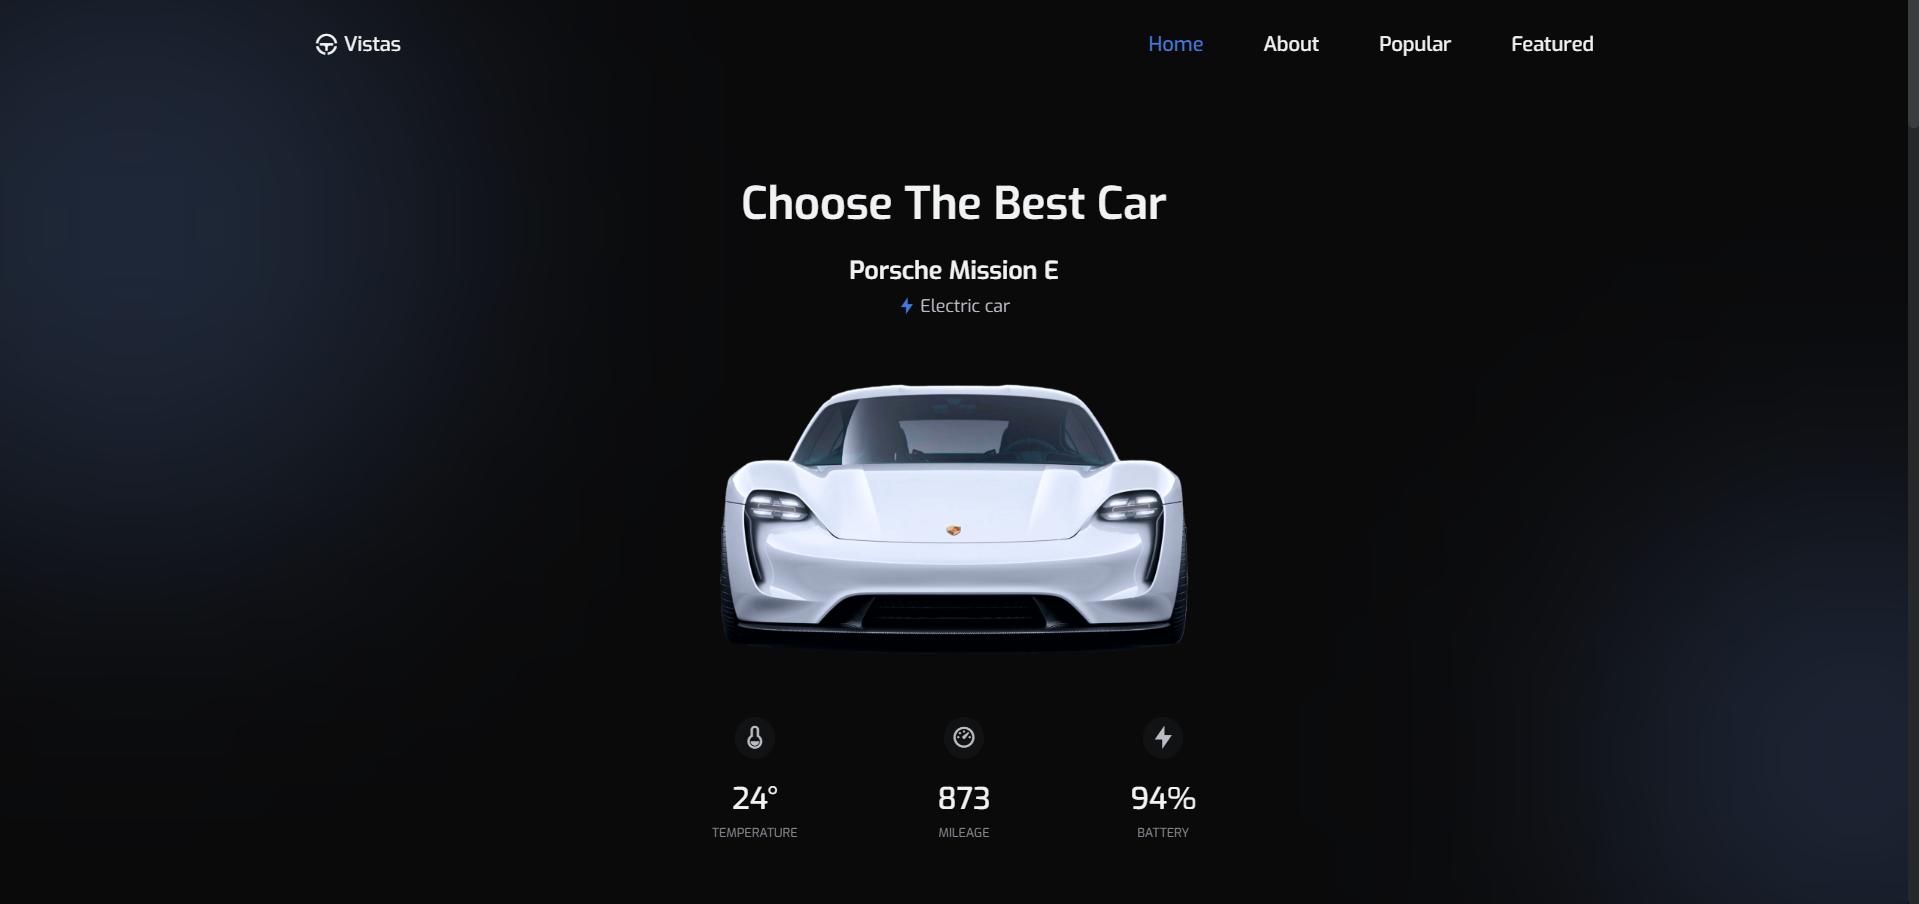 Vistas
Home About Popular Featured
Choose The Best Car
Porsche Mission E
Electric car
24° 873 94%
TEMPERATURE MILEAGE BATTERY